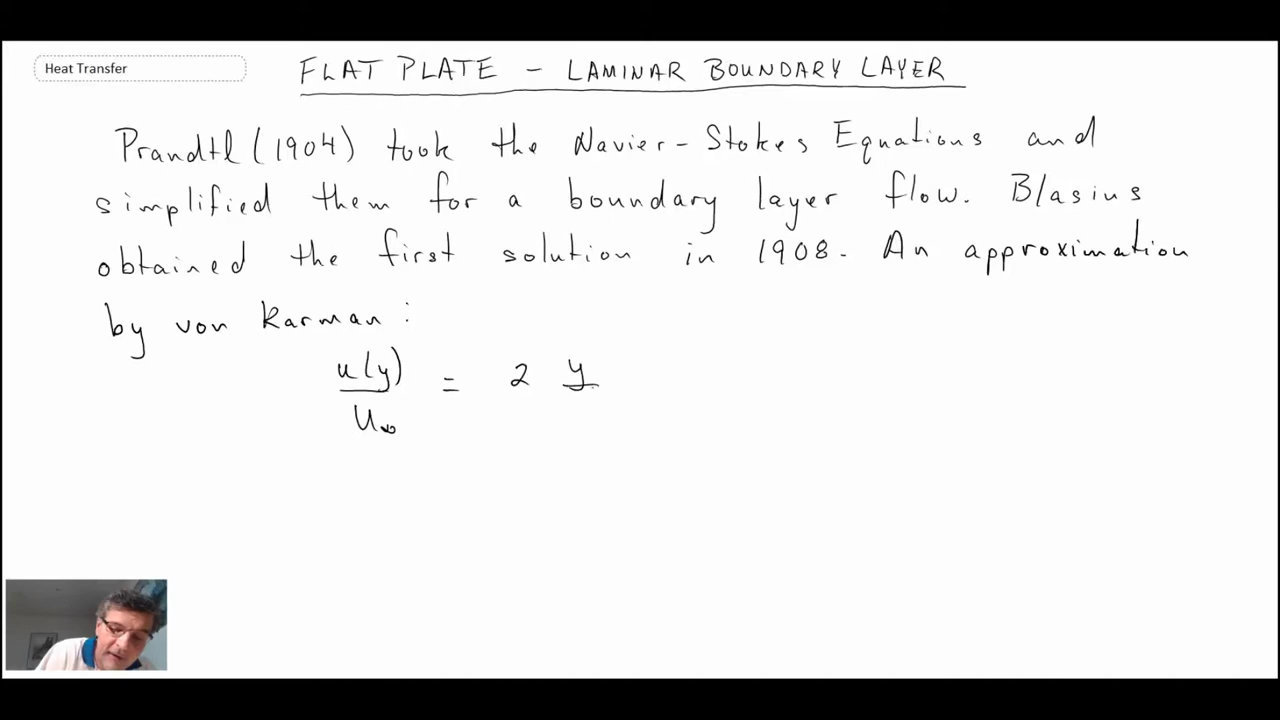 Heat Transfer
FLAT PLATE - LAMINAR BOUNDARY LAYER
Prandtl (1904) took the Navier-Stokes Equations and
simplified them for a boundary layer flow. Blasius
obtained the first solution in 1908. An approximation
by von Karman :
u(y) / U∞ = 2 y